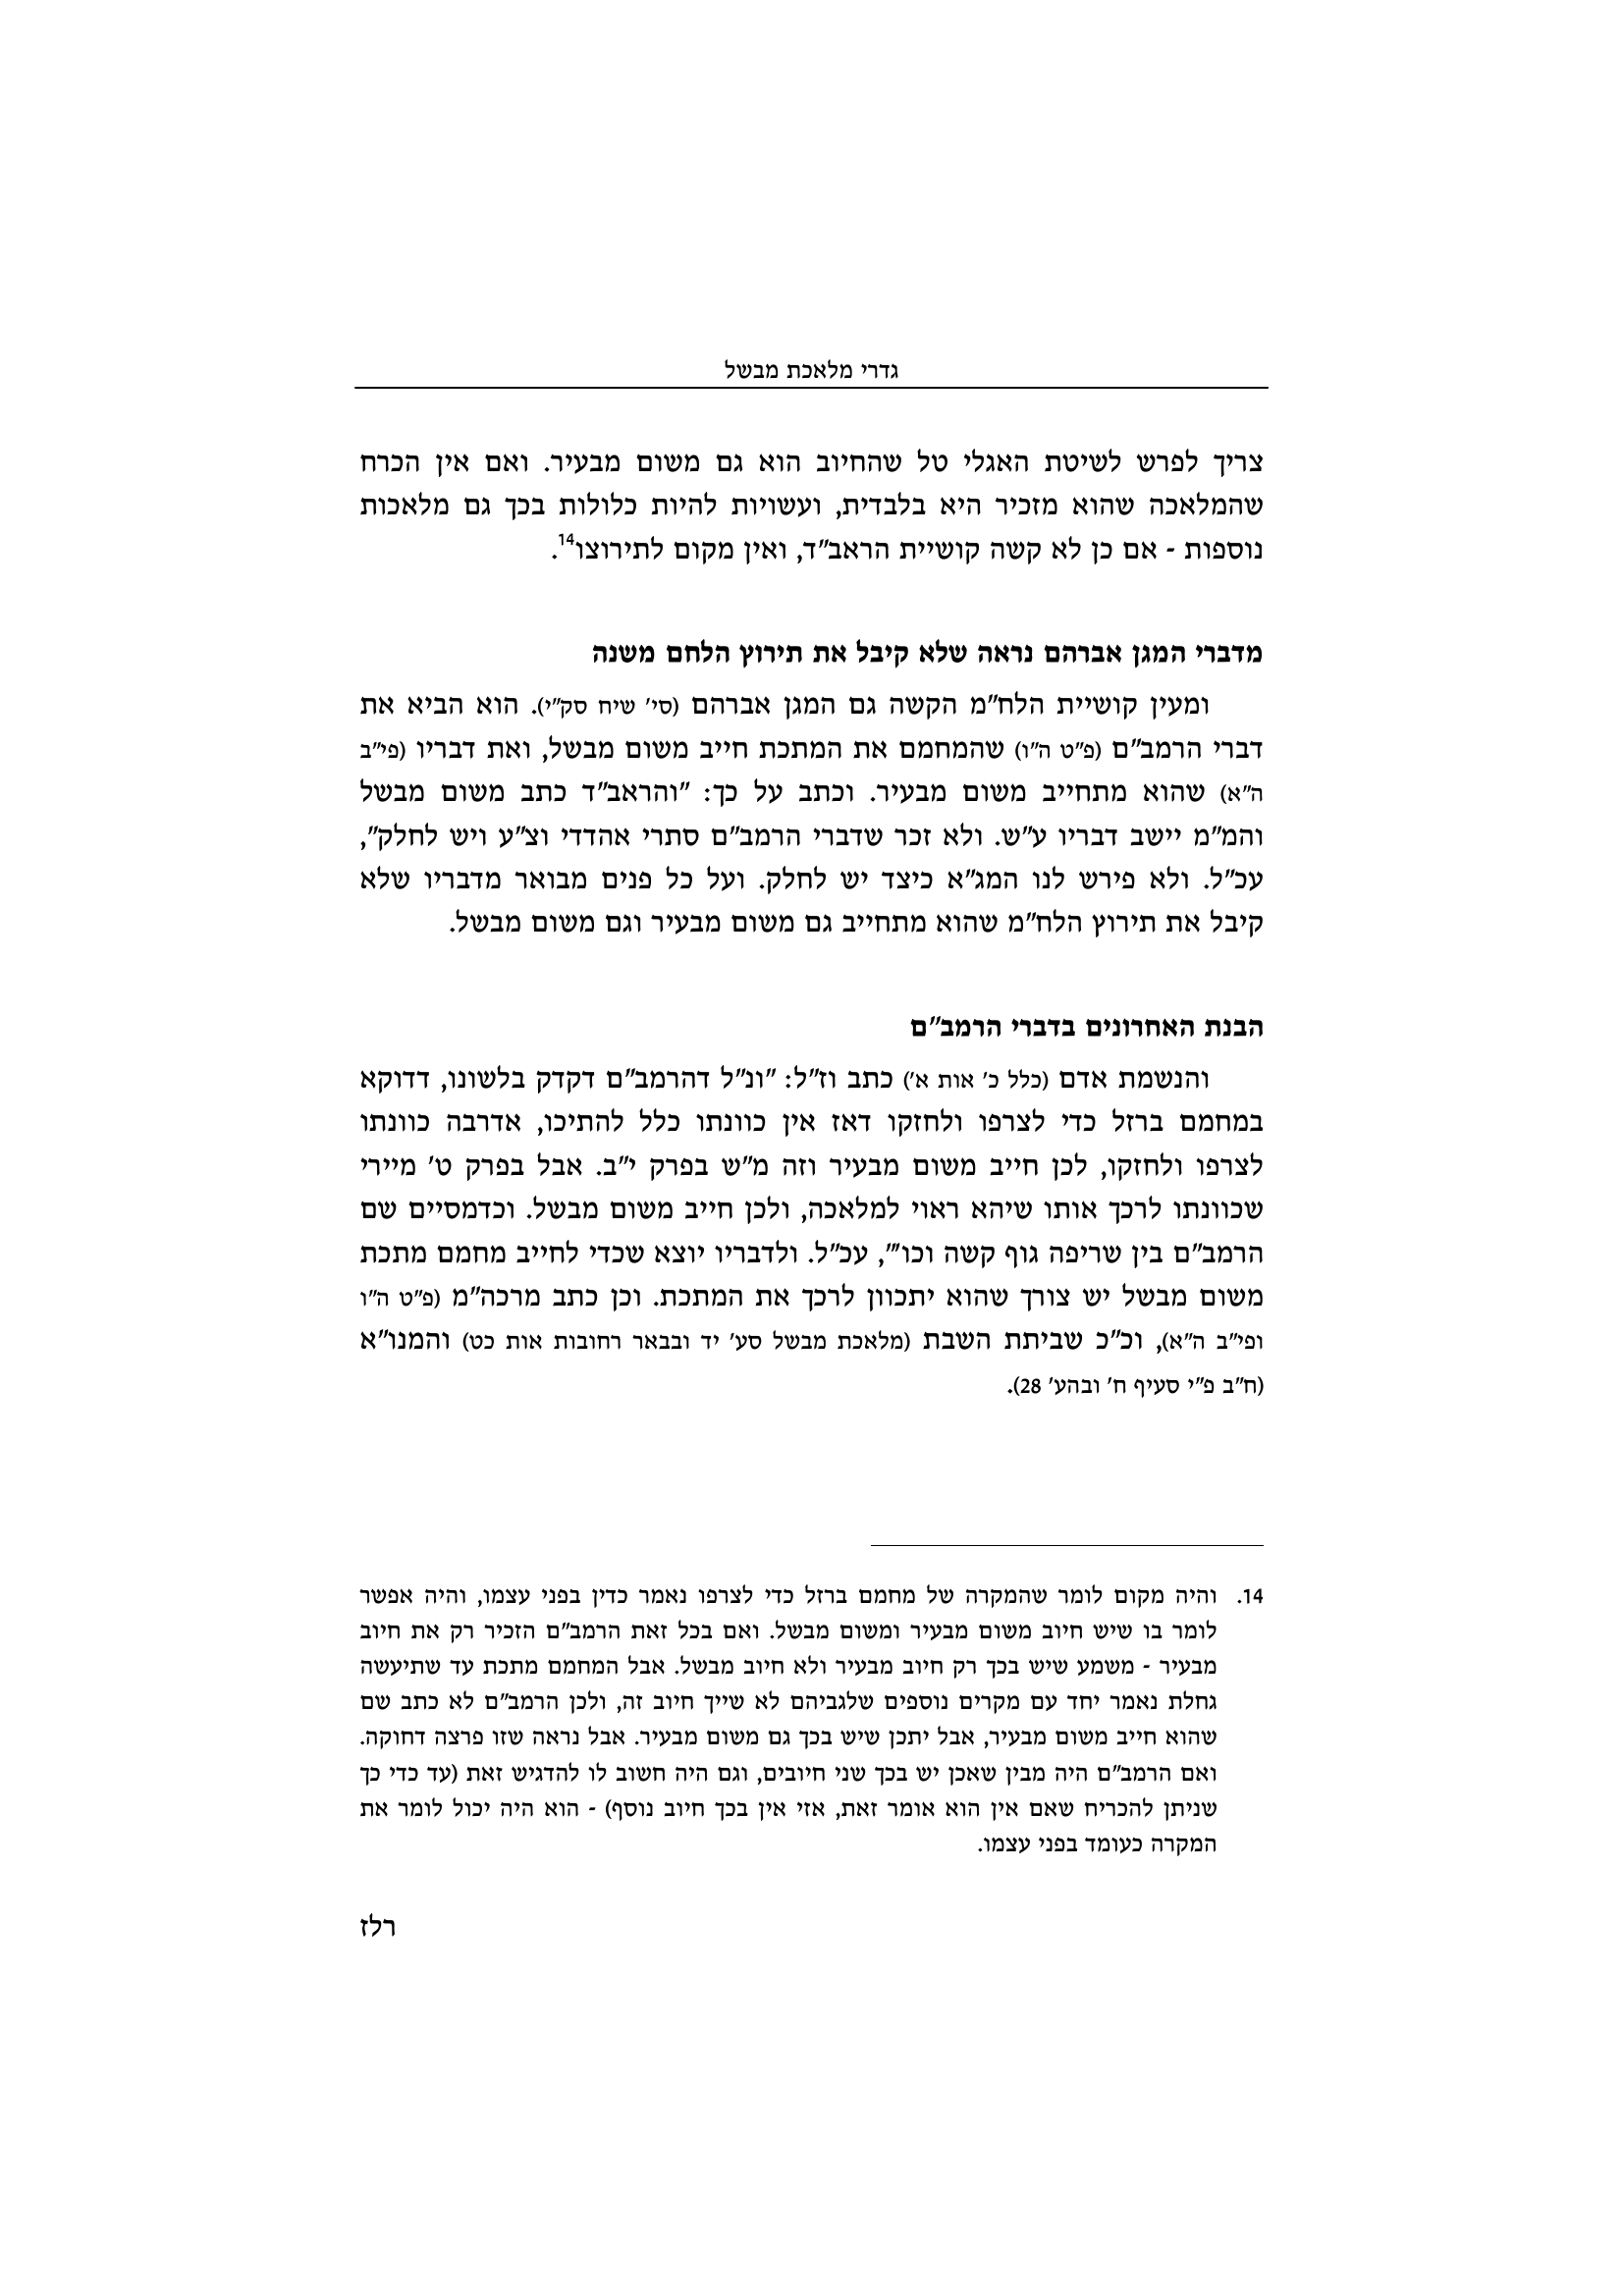 גדרי מלאכת מבשל
צריך לפרש לשיטת האגלי טל שהחיוב הוא גם משום מבעיר. ואם אין הכרח
שהמלאכה שהוא מזכיר היא בלבדית, ועשויות להיות כלולות בכך גם מלאכות
נוספות - אם כן לא קשה קושיית הראב"ד, ואין מקום לתירוצו14.
מדברי המגן אברהם נראה שלא קיבל את תירוץ הלחם משנה
ומעין קושיית הלח"מ הקשה גם המגן אברהם (סי' שיח סק"י). הוא הביא את
דברי הרמב"ם (פ"ט ה"ו) שהמחמם את המתכת חייב משום מבשל, ואת דבריו (פי"ב
ה"א) שהוא מתחייב משום מבעיר. וכתב על כך: "והראב"ד כתב משום מבשל
והמ"מ יישב דבריו ע"ש. ולא זכר שדברי הרמב"ם סתרי אהדדי וצ"ע ויש לחלק",
עכ"ל. ולא פירש לנו המג"א כיצד יש לחלק. ועל כל פנים מבואר מדבריו שלא
קיבל את תירוץ הלח"מ שהוא מתחייב גם משום מבעיר וגם משום מבשל.
הבנת האחרונים בדברי הרמב"ם
והנשמת אדם (כלל כ' אות א') כתב וז"ל: "ונ"ל דהרמב"ם דקדק בלשונו, דדוקא
במחמם ברזל כדי לצרפו ולחזקו דאז אין כוונתו כלל להתיכו, אדרבה כוונתו
לצרפו ולחזקו, לכן חייב משום מבעיר וזה מ"ש בפרק י"ב. אבל בפרק ט' מיירי
שכוונתו לרכך אותו שיהא ראוי למלאכה, ולכן חייב משום מבשל. וכדמסיים שם
הרמב"ם בין שריפה גוף קשה וכו'", עכ"ל. ולדבריו יוצא שכדי לחייב מחמם מתכת
משום מבשל יש צורך שהוא יתכוון לרכך את המתכת. וכן כתב מרכה"מ (פ"ט ה"ו
ופי"ב ה"א), וכ"כ שביתת השבת (מלאכת מבשל סע' יד ובבאר רחובות אות כט) והמנו"א
(ח"ב פ"י סעיף ח' ובהע' 28).
14. והיה מקום לומר שהמקרה של מחמם ברזל כדי לצרפו נאמר כדין בפני עצמו, והיה אפשר
לומר בו שיש חיוב משום מבעיר ומשום מבשל. ואם בכל זאת הרמב"ם הזכיר רק את חיוב
מבעיר - משמע שיש בכך רק חיוב מבעיר ולא חיוב מבשל. אבל המחמם מתכת עד שתיעשה
גחלת נאמר יחד עם מקרים נוספים שלגביהם לא שייך חיוב זה, ולכן הרמב"ם לא כתב שם
שהוא חייב משום מבעיר, אבל יתכן שיש בכך גם משום מבעיר. אבל נראה שזו פרצה דחוקה.
ואם הרמב"ם היה מבין שאכן יש בכך שני חיובים, וגם היה חשוב לו להדגיש זאת (עד כדי כך
שניתן להכריח שאם אין הוא אומר זאת, אזי אין בכך חיוב נוסף) - הוא היה יכול לומר את
המקרה כעומד בפני עצמו.
רלז